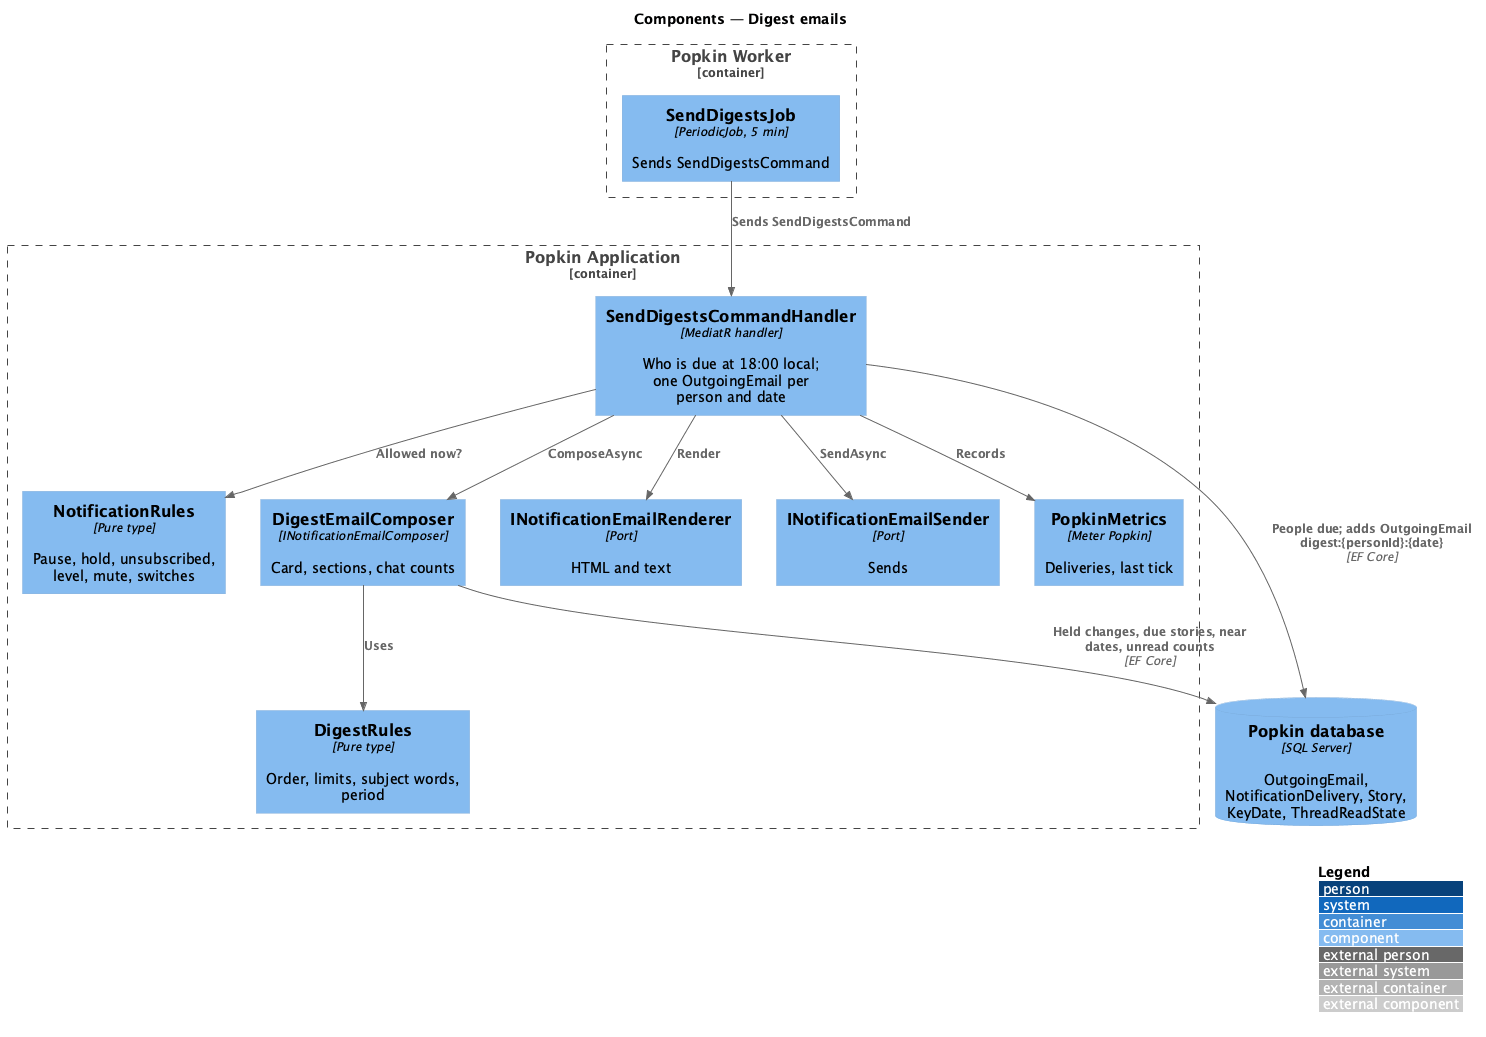 Components — Digest emails
Popkin Worker
[container]
SendDigestsJob
[PeriodicJob, 5 min]
Sends SendDigestsCommand
Sends SendDigestsCommand
Popkin Application
[container]
SendDigestsCommandHandler
[MediatR handler]
Who is due at 18:00 local;
one OutgoingEmail per
person and date
Allowed now?
ComposeAsync
Render
SendAsync
Records
NotificationRules
[Pure type]
Pause, hold, unsubscribed,
level, mute, switches
DigestEmailComposer
[INotificationEmailComposer]
Card, sections, chat counts
INotificationEmailRenderer
[Port]
HTML and text
INotificationEmailSender
[Port]
Sends
PopkinMetrics
[Meter Popkin]
Deliveries, last tick
People due; adds OutgoingEmail
digest:{personId}:{date}
[EF Core]
Uses
Held changes, due stories, near
dates, unread counts
[EF Core]
DigestRules
[Pure type]
Order, limits, subject words,
period
Popkin database
[SQL Server]
OutgoingEmail,
NotificationDelivery, Story,
KeyDate, ThreadReadState
Legend
person
system
container
component
external person
external system
external container
external component